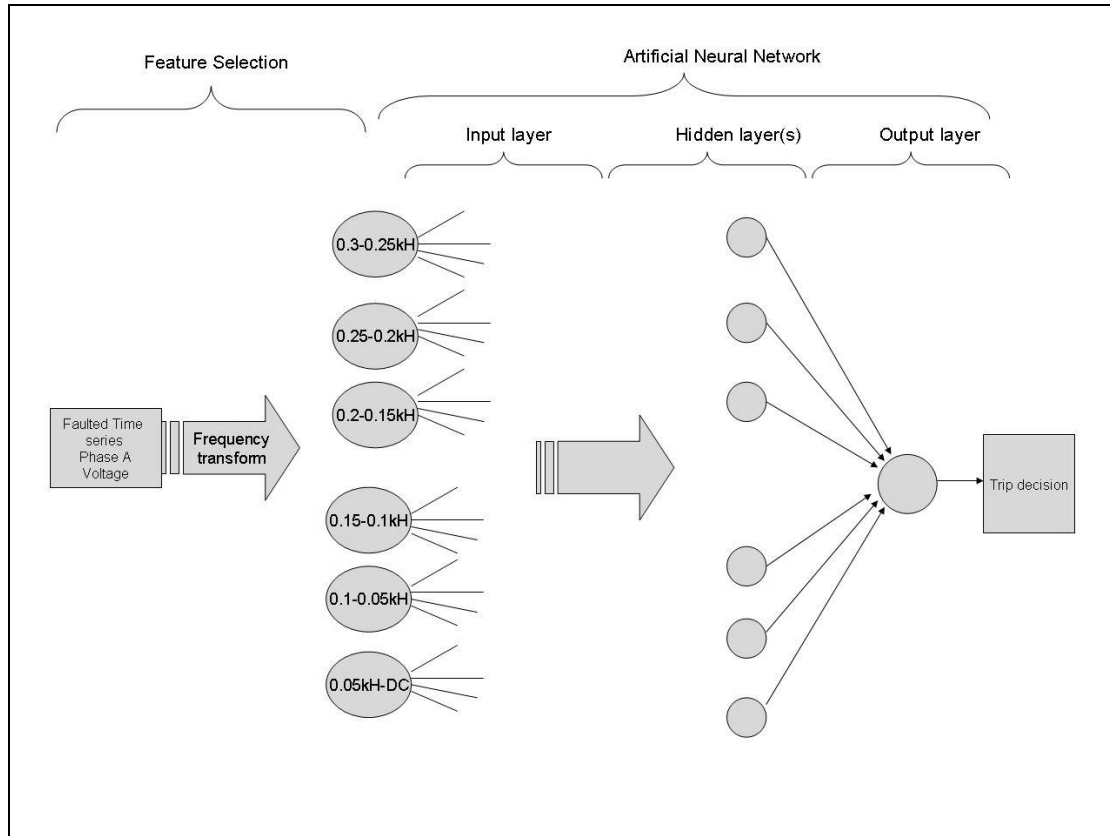 Feature Selection
Artificial Neural Network
Input layer
Hidden layer(s)
Output layer
0.3-0.25kH
0.25-0.2kH
0.2-0.15kH
Faulted Time
series
Phase A
Voltage
Frequency
transform
Trip decision
0.15-0.1kH
0.1-0.05kH
0.05kH-DC